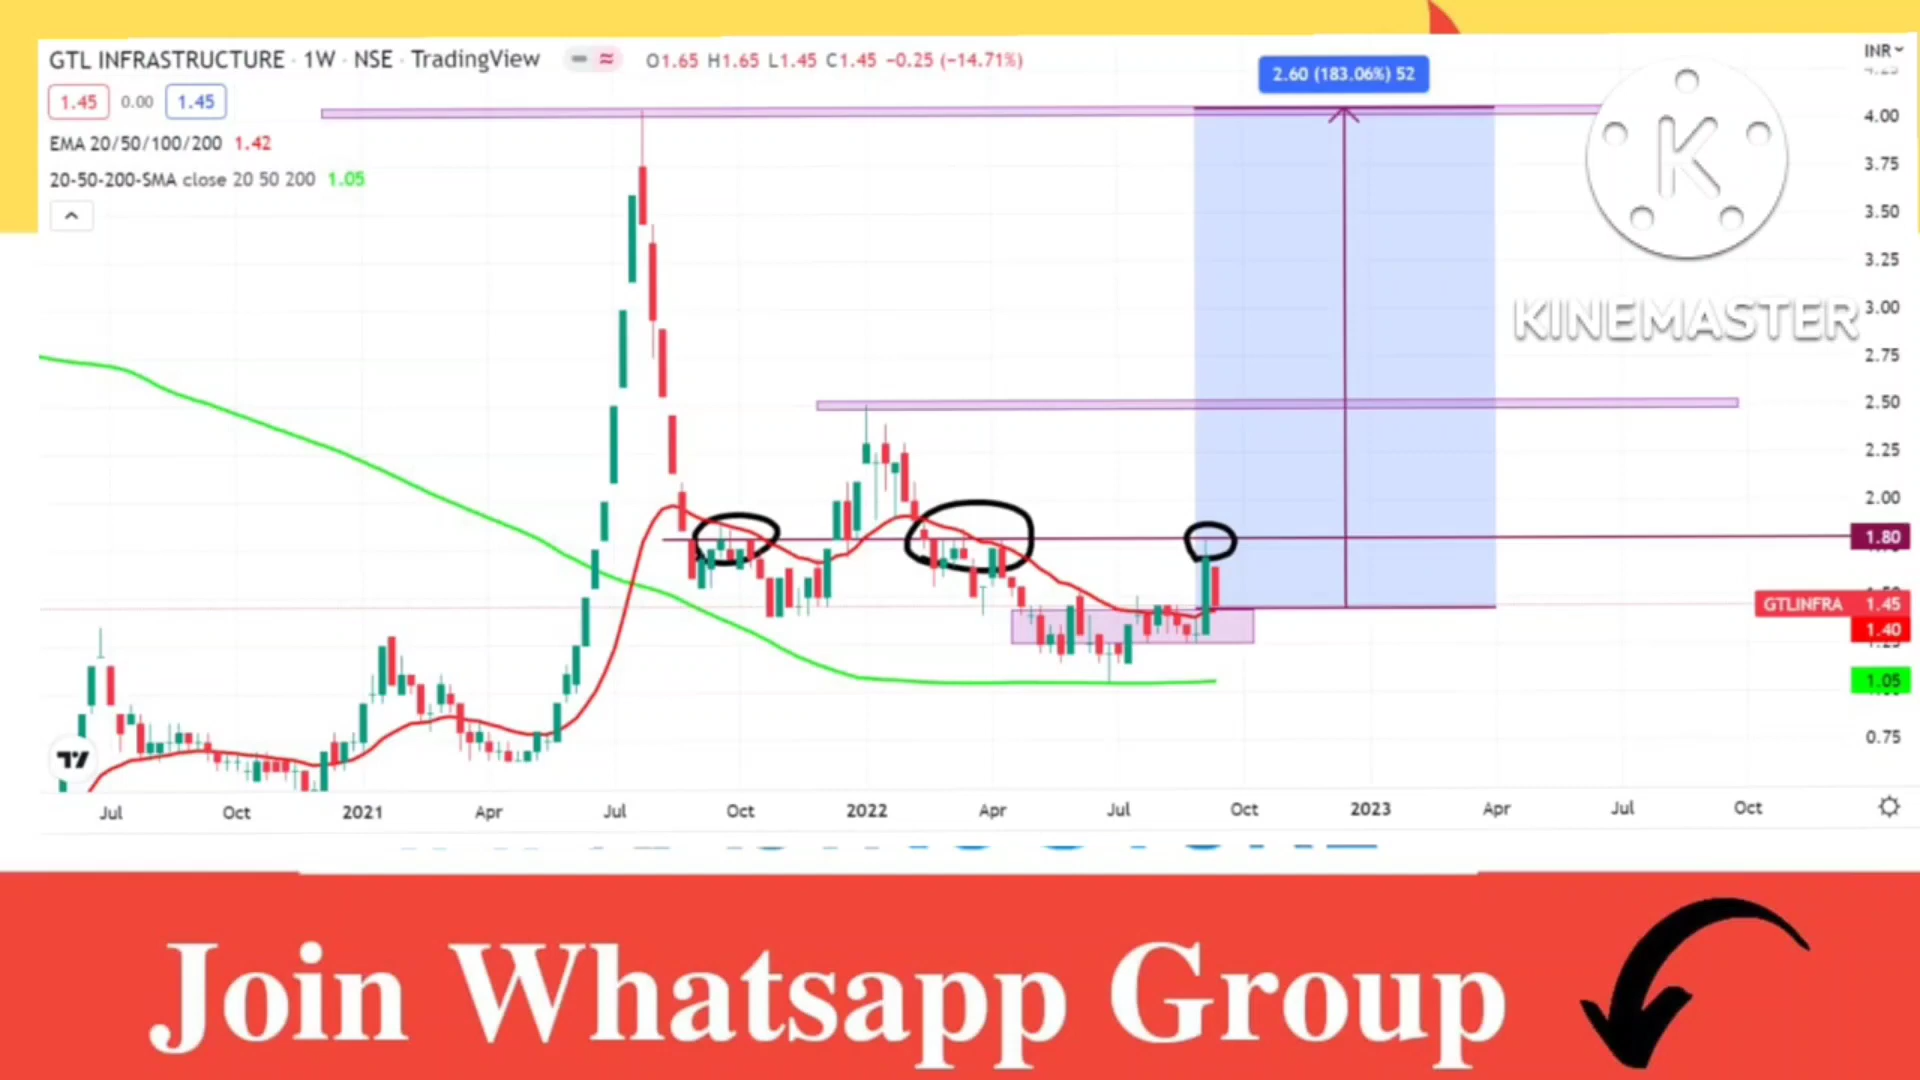 GTL INFRASTRUCTURE · 1W · NSE · TradingView
O1.65 H1.65 L1.45 C1.45 −0.25 (−14.71%)
2.60 (183.06%) 52
INR
1.45 0.00 1.45
EMA 20/50/100/200 1.42
20-50-200-SMA close 20 50 200 1.05
4.00
3.75
3.50
3.25
3.00
KINEMASTER
2.75
2.50
2.25
2.00
1.80
GTLINFRA 1.45
1.40
1.05
0.75
Jul Oct 2021 Apr Jul Oct 2022 Apr Jul Oct 2023 Apr Jul Oct
Join Whatsapp Group